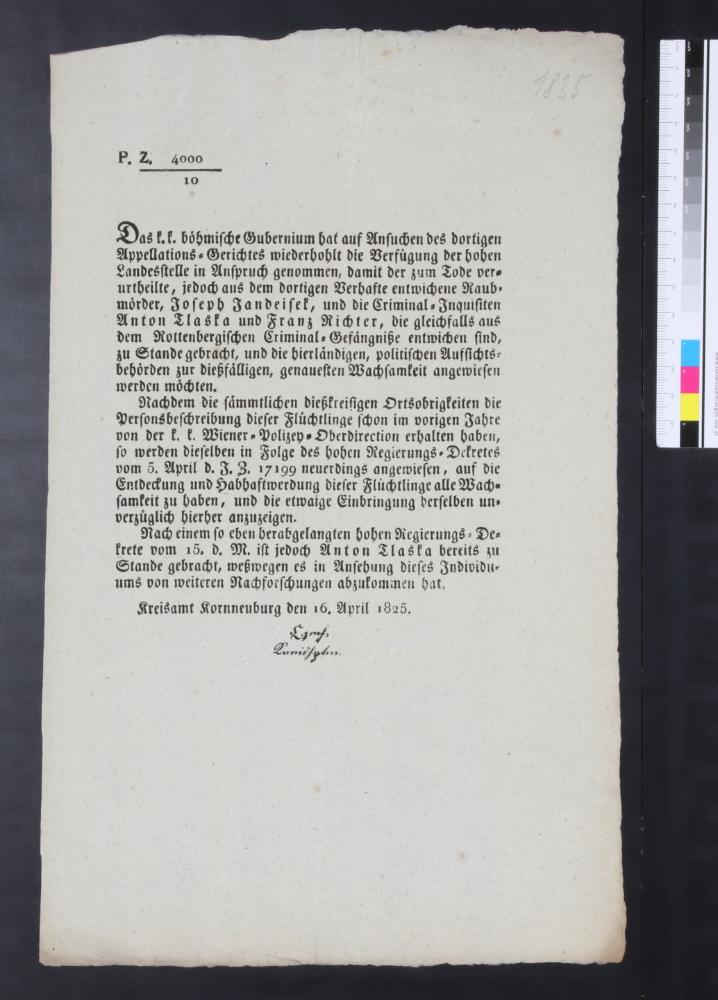 1825
P. Z. 4000
10
Das k. k. böhmische Gubernium hat auf Ansuchen des dortigen
Appellations-Gerichtes wiederhohlt die Verfügung der hohen
Landesstelle in Anspruch genommen, damit der zum Tode ver-
urtheilte, jedoch aus dem dortigen Verhafte entwichene Raub-
mörder, Joseph Jandeisek, und die Criminal-Inquisiten
Anton Tlaska und Franz Richter, die gleichfalls aus
dem Rottenbergischen Criminal-Gefängniße entwichen sind,
zu Stande gebracht, und die hierländigen, politischen Aufsichts-
behörden zur dießfälligen, genauesten Wachsamkeit angewiesen
werden möchten.
Nachdem die sämmtlichen dießkreisigen Ortsobrigkeiten die
Personsbeschreibung dieser Flüchtlinge schon im vorigen Jahre
von der k. k. Wiener-Polizey-Oberdirection erhalten haben,
so werden dieselben in Folge des hohen Regierungs-Dekretes
vom 5. April d. J. Z. 17199 neuerdings angewiesen, auf die
Entdeckung und Habhaftwerdung dieser Flüchtlinge alle Wach-
samkeit zu haben, und die etwaige Einbringung derselben un-
verzüglich hierher anzuzeigen.
Nach einem so eben herabgelangten hohen Regierungs-De-
krete vom 15. d. M. ist jedoch Anton Tlaska bereits zu
Stande gebracht, weßwegen es in Ansehung dieses Individu-
ums von weiteren Nachforschungen abzukommen hat.
Kreisamt Kornneuburg den 16. April 1825.
Czech.
Kreishptm.